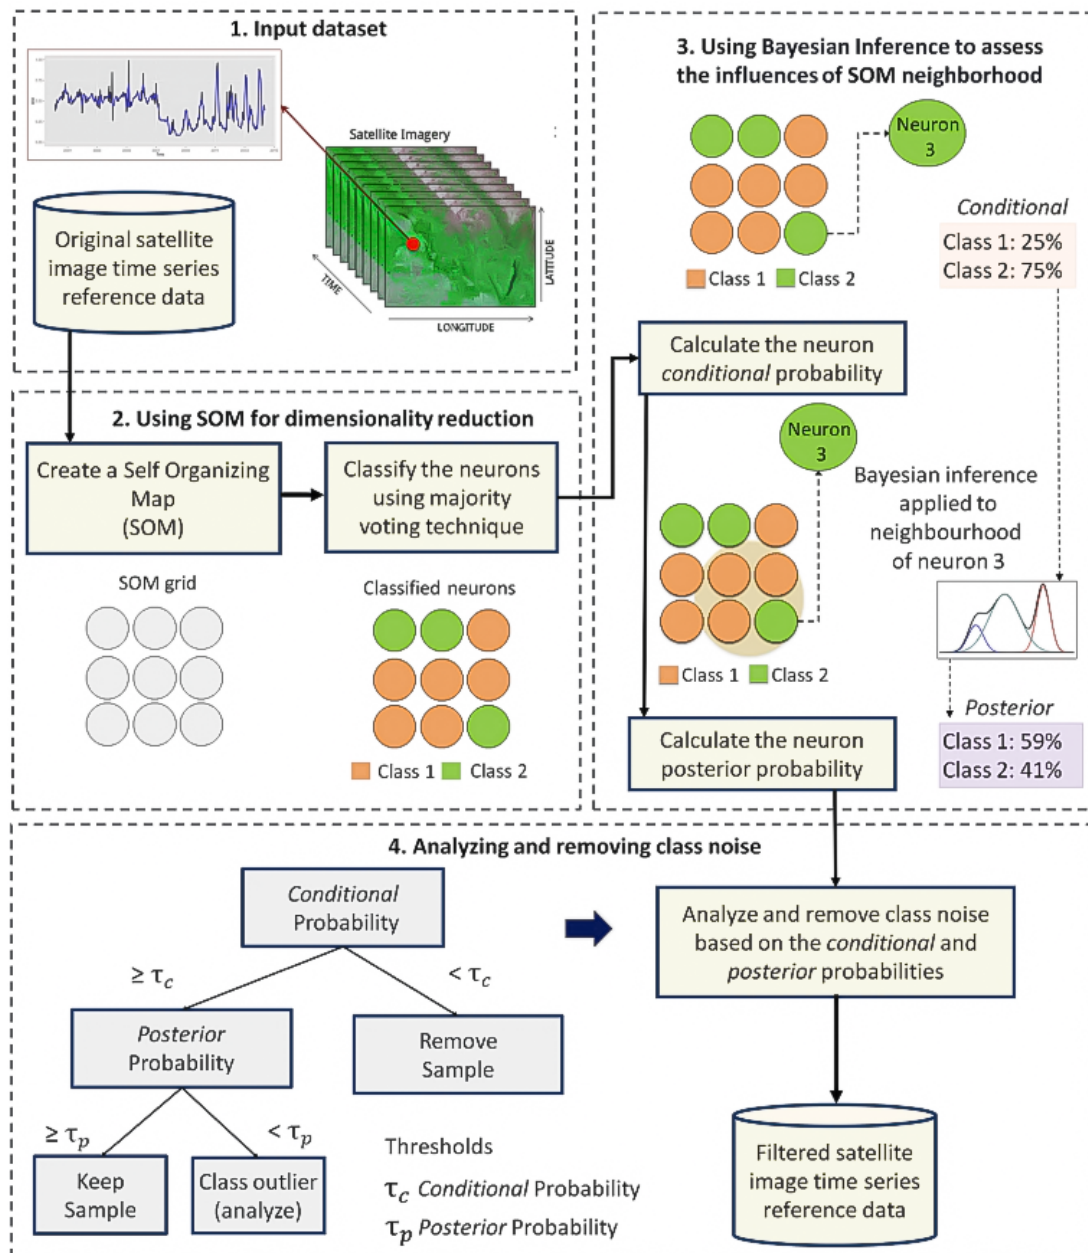 1. Input dataset
Satellite Imagery
TIME
LATITUDE
LONGITUDE
Original satellite
image time series
reference data
2. Using SOM for dimensionality reduction
Create a Self Organizing
Map
(SOM)
Classify the neurons
using majority
voting technique
SOM grid
Classified neurons
Class 1 Class 2
3. Using Bayesian Inference to assess
the influences of SOM neighborhood
Neuron
3
Conditional
Class 1: 25%
Class 2: 75%
Class 1 Class 2
Calculate the neuron
conditional probability
Neuron
3
Bayesian inference
applied to
neighbourhood
of neuron 3
Class 1 Class 2
Posterior
Class 1: 59%
Class 2: 41%
Calculate the neuron
posterior probability
4. Analyzing and removing class noise
Conditional
Probability
≥ τc
< τc
Posterior
Probability
Remove
Sample
≥ τp
< τp
Keep
Sample
Class outlier
(analyze)
Thresholds
τc Conditional Probability
τp Posterior Probability
Analyze and remove class noise
based on the conditional and
posterior probabilities
Filtered satellite
image time series
reference data